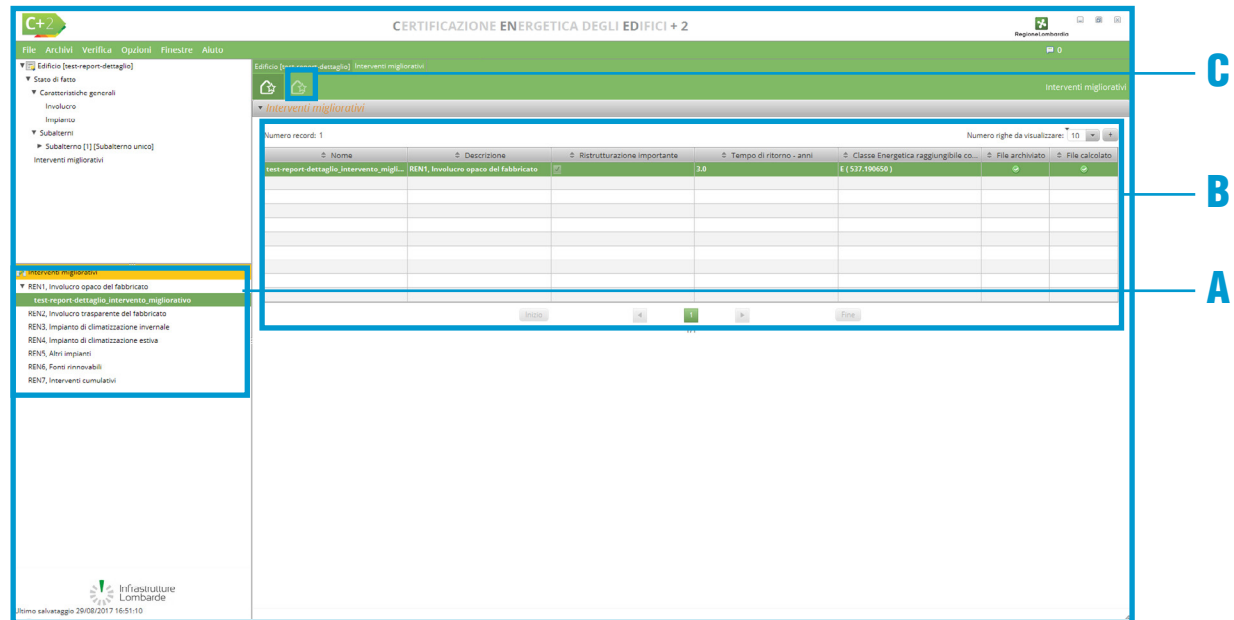 C+2
CERTIFICAZIONE ENERGETICA DEGLI EDIFICI + 2
RegioneLombardia
File Archivi Verifica Opzioni Finestre Aiuto
0
Edificio [test-report-dettaglio]
Stato di fatto
Caratteristiche generali
Involucro
Impianto
Subalterni
Subalterno [1] [Subalterno unico]
Interventi migliorativi
Edificio [test-report-dettaglio] Interventi migliorativi
Interventi migliorativi
C
Interventi migliorativi
Numero record: 1
Numero righe da visualizzare: 10
Nome Descrizione Ristrutturazione importante Tempo di ritorno - anni Classe Energetica raggiungibile co... File archiviato File calcolato
test-report-dettaglio_intervento_migli... REN1, Involucro opaco del fabbricato 3.0 E ( 537.190650 )
B
Interventi migliorativi
REN1, Involucro opaco del fabbricato
test-report-dettaglio_intervento_migliorativo
REN2, Involucro trasparente del fabbricato
REN3, Impianto di climatizzazione invernale
REN4, Impianto di climatizzazione estiva
REN5, Altri impianti
REN6, Fonti rinnovabili
REN7, Interventi cumulativi
A
Inizio 1 Fine
Infrastrutture
Lombarde
Ultimo salvataggio 29/08/2017 16:51:10